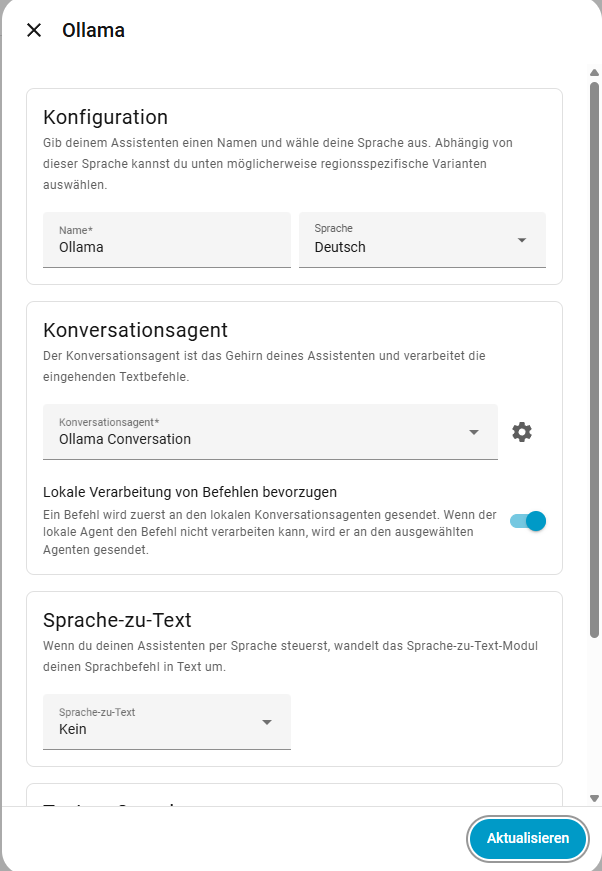 Ollama
Konfiguration
Gib deinem Assistenten einen Namen und wähle deine Sprache aus. Abhängig von
dieser Sprache kannst du unten möglicherweise regionsspezifische Varianten
auswählen.
Name*
Ollama
Sprache
Deutsch
Konversationsagent
Der Konversationsagent ist das Gehirn deines Assistenten und verarbeitet die
eingehenden Textbefehle.
Konversationsagent*
Ollama Conversation
Lokale Verarbeitung von Befehlen bevorzugen
Ein Befehl wird zuerst an den lokalen Konversationsagenten gesendet. Wenn der
lokale Agent den Befehl nicht verarbeiten kann, wird er an den ausgewählten
Agenten gesendet.
Sprache-zu-Text
Wenn du deinen Assistenten per Sprache steuerst, wandelt das Sprache-zu-Text-Modul
deinen Sprachbefehl in Text um.
Sprache-zu-Text
Kein
Aktualisieren